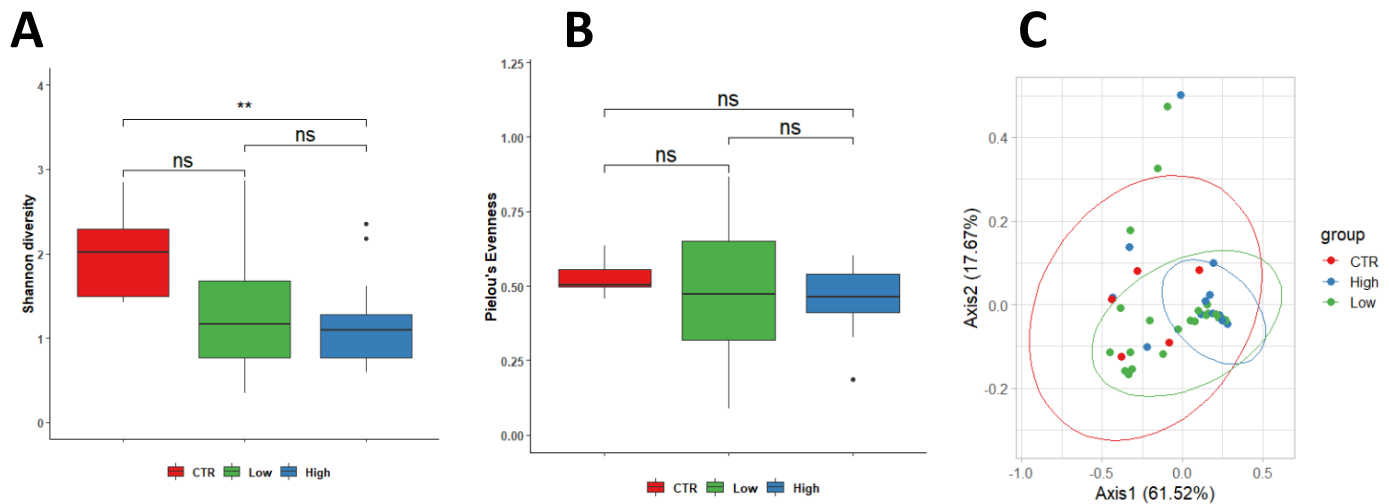 A
B
C
Shannon diversity
4
3
2
1
0
**
ns
ns
CTR Low High
Pielou's Evenness
1.25
1.00
0.75
0.50
0.25
0.00
ns
ns
ns
CTR Low High
Axis2 (17.67%)
0.4
0.2
0.0
-0.2
-1.0 -0.5 0.0 0.5
Axis1 (61.52%)
group
CTR
High
Low